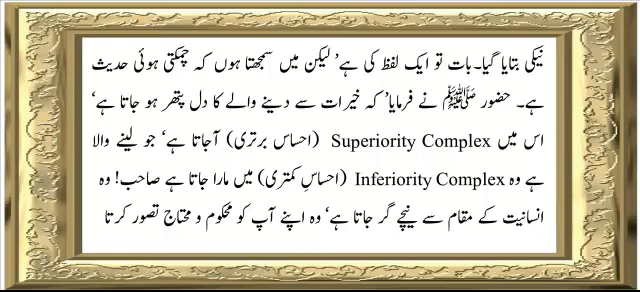 نیکی بتایا گیا۔ بات تو ایک لفظ کی ہے‘ لیکن میں سمجھتا ہوں کہ چمکتی ہوئی حدیث
ہے۔ حضور ﷺ نے فرمایا‘ کہ خیرات سے دینے والے کا دل پتھر ہو جاتا ہے‘
اس میں Superiority Complex (احساس برتری) آجاتا ہے‘ جو لینے والا
ہے وہ Inferiority Complex (احساسِ کمتری) میں مارا جاتا ہے صاحب! وہ
انسانیت کے مقام سے نیچے گر جاتا ہے‘ وہ اپنے آپ کو محکوم و محتاج تصور کرتا